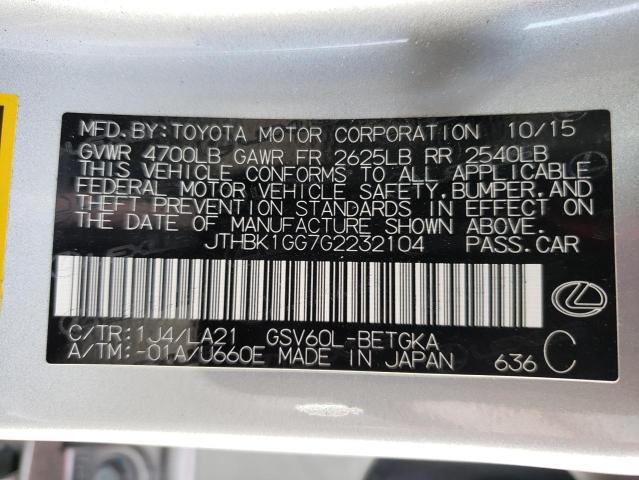 MFD.BY:TOYOTA MOTOR CORPORATION 10/15
GVWR 4700LB GAWR FR 2625LB RR 2540LB
THIS VEHICLE CONFORMS TO ALL APPLICABLE
FEDERAL MOTOR VEHICLE SAFETY,BUMPER,AND
THEFT PREVENTION STANDARDS IN EFFECT ON
THE DATE OF MANUFACTURE SHOWN ABOVE.
JTHBK1GG7G2232104 PASS.CAR
C/TR:1J4/LA21 GSV60L-BETGKA
A/TM:-01A/U660E MADE IN JAPAN 636 C